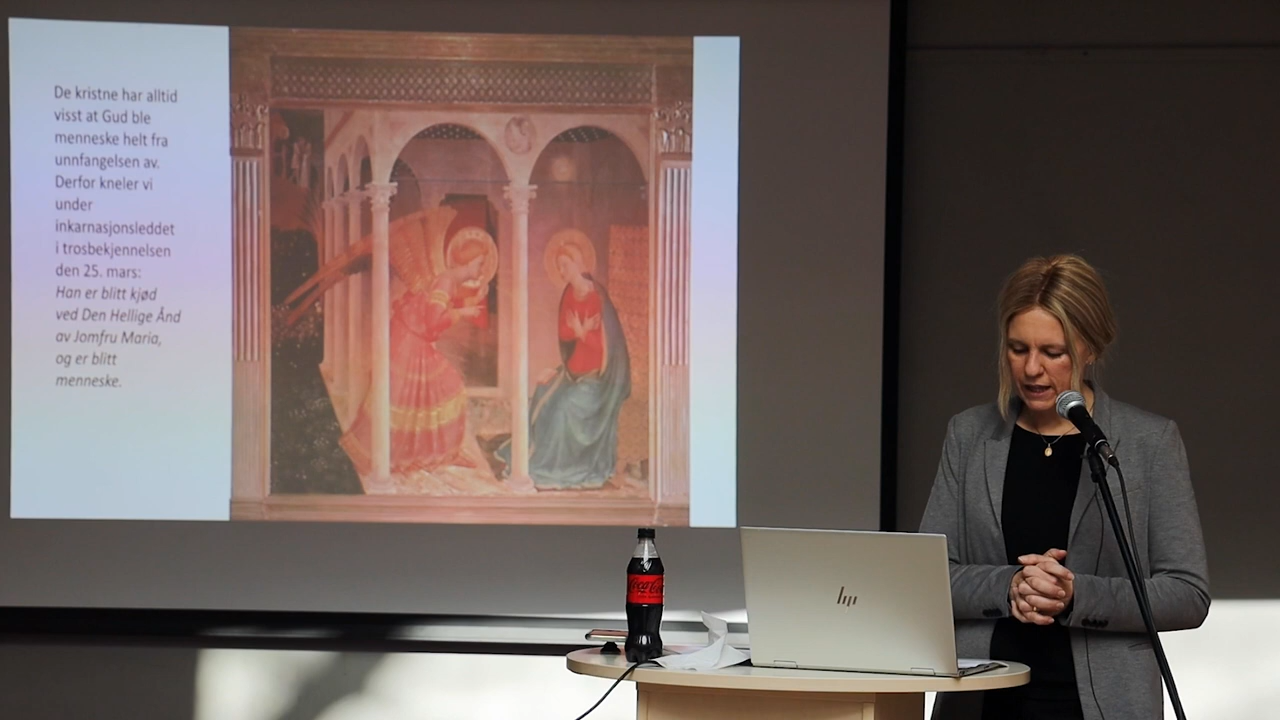 De kristne har alltid
visst at Gud ble
menneske helt fra
unnfangelsen av.
Derfor kneler vi
under
inkarnasjonsleddet
i trosbekjennelsen
den 25. mars:
Han er blitt kjød
ved Den Hellige Ånd
av Jomfru Maria,
og er blitt
menneske.
Coca-Cola
hp